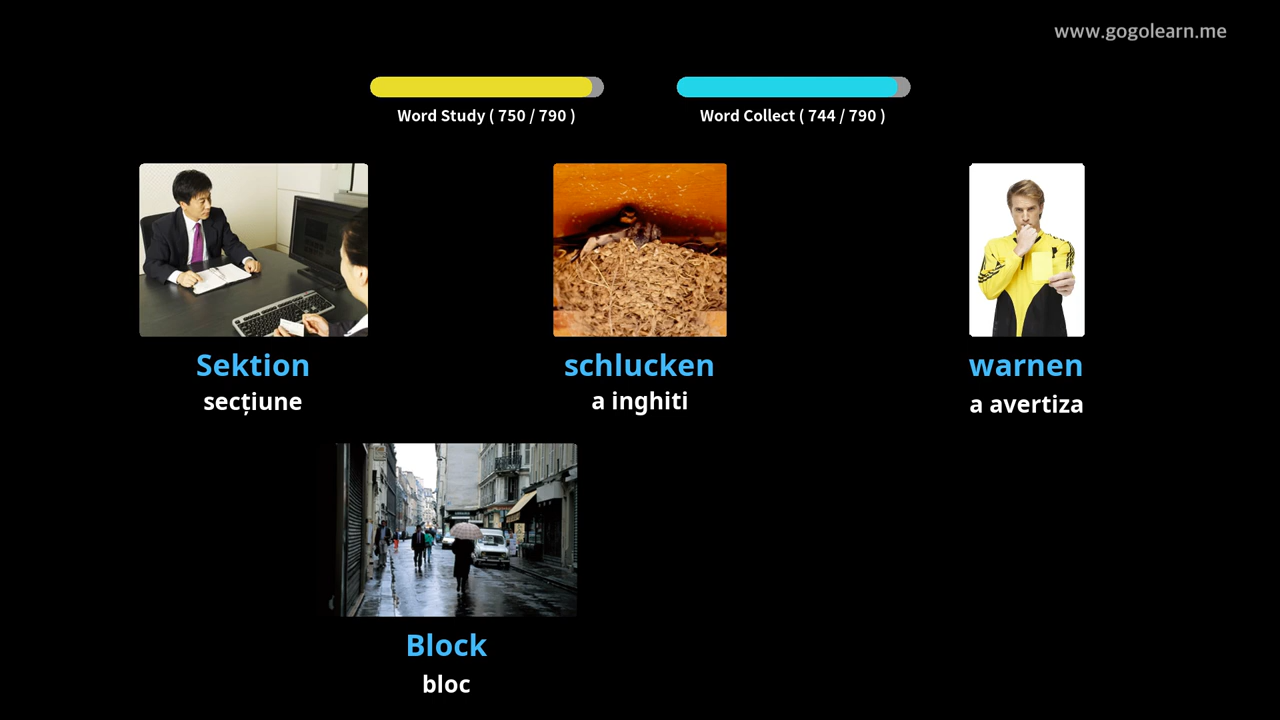 www.gogolearn.me
Word Study ( 750 / 790 )
Word Collect ( 744 / 790 )
Sektion
secțiune
schlucken
a inghiti
warnen
a avertiza
Block
bloc